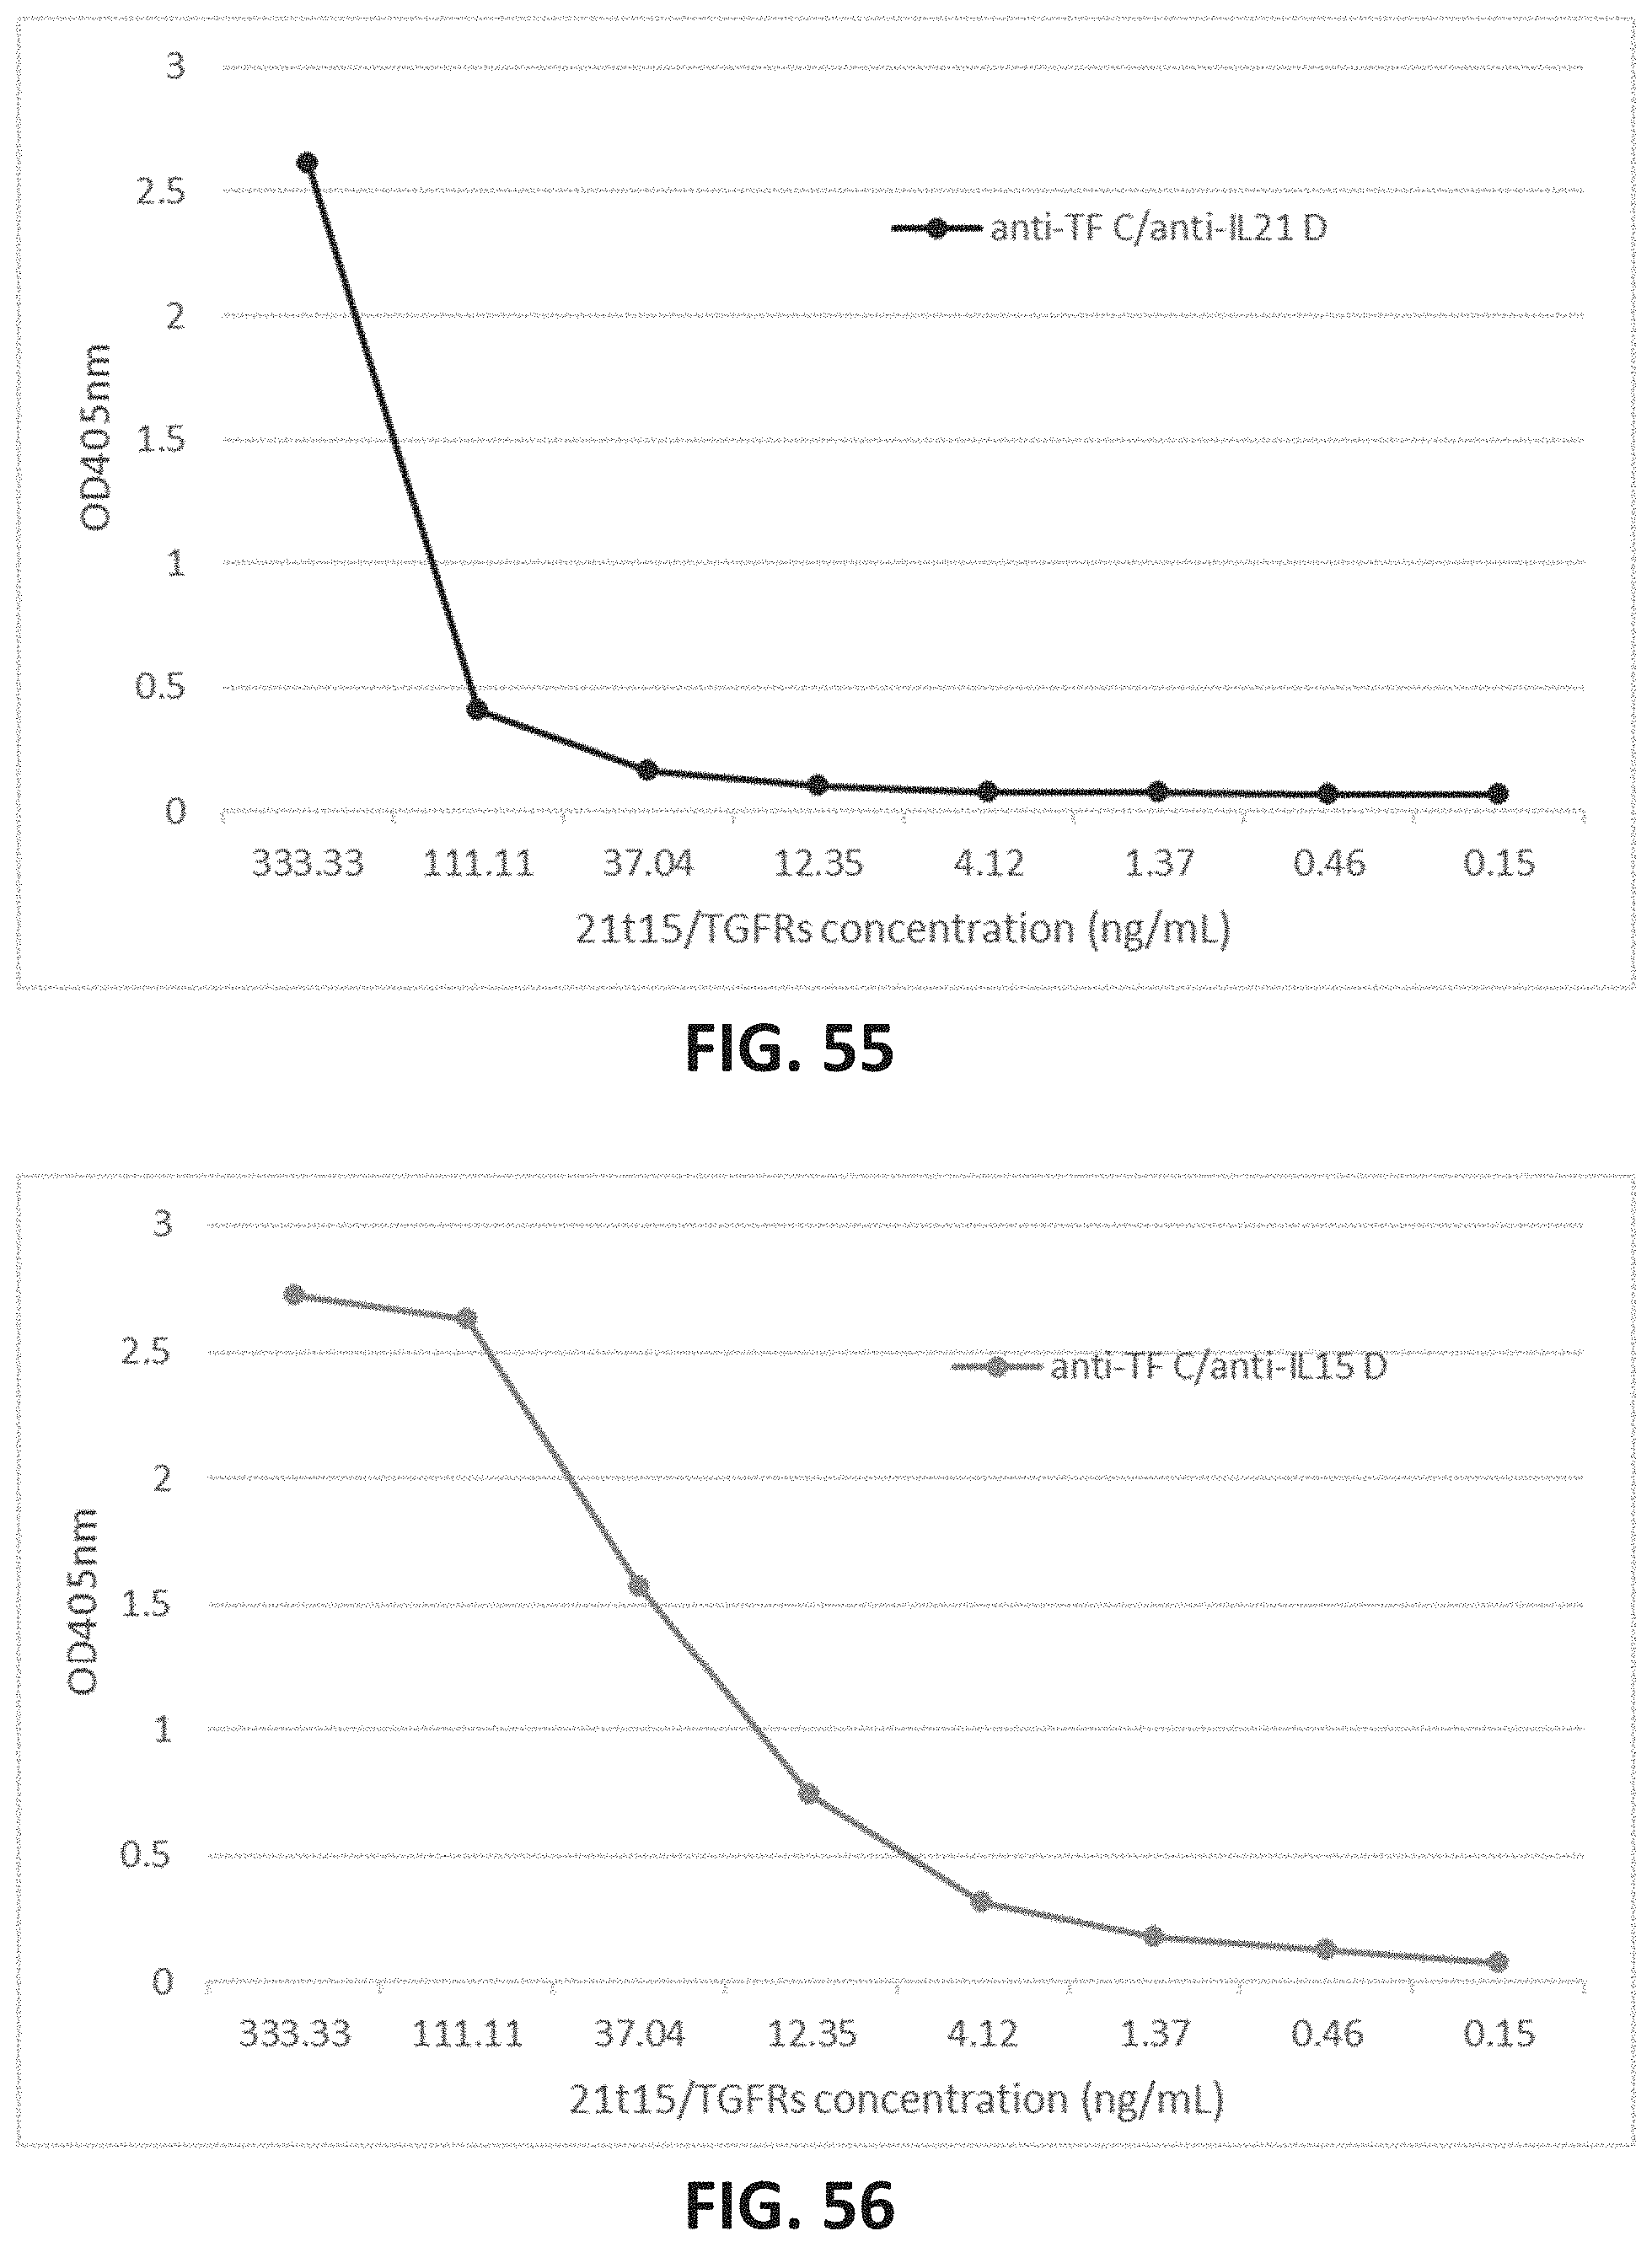 3
2.5
2
1.5
1
0.5
0
OD405nm
anti-TF C/anti-IL21 D
333.33 111.11 37.04 12.35 4.12 1.37 0.46 0.15
21t15/TGFRs concentration (ng/mL)
FIG. 55
3
2.5
2
1.5
1
0.5
0
OD405nm
anti-TF C/anti-IL15 D
333.33 111.11 37.04 12.35 4.12 1.37 0.46 0.15
21t15/TGFRs concentration (ng/mL)
FIG. 56